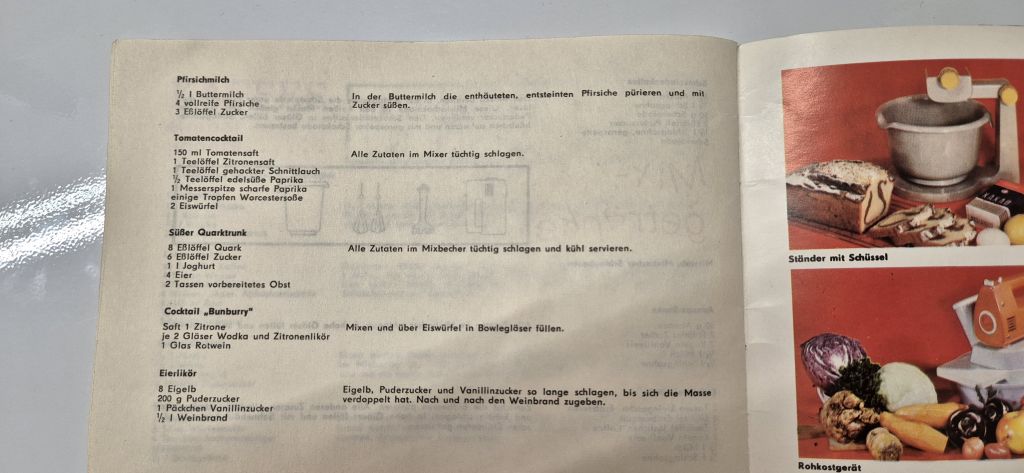 Pfirsichmilch
½ l Buttermilch
4 vollreife Pfirsiche
3 Eßlöffel Zucker
In der Buttermilch die enthäuteten, entsteinten Pfirsiche pürieren und mit
Zucker süßen.
Tomatencocktail
150 ml Tomatensaft
1 Teelöffel Zitronensaft
1 Teelöffel gehackter Schnittlauch
½ Teelöffel edelsüße Paprika
1 Messerspitze scharfe Paprika
einige Tropfen Worcestersoße
2 Eiswürfel
Alle Zutaten im Mixer tüchtig schlagen.
Süßer Quarktrunk
8 Eßlöffel Quark
6 Eßlöffel Zucker
1 l Joghurt
4 Eier
2 Tassen vorbereitetes Obst
Alle Zutaten im Mixbecher tüchtig schlagen und kühl servieren.
Cocktail „Bunburry"
Saft 1 Zitrone
je 2 Gläser Wodka und Zitronenlikör
1 Glas Rotwein
Mixen und über Eiswürfel in Bowlegläser füllen.
Eierlikör
8 Eigelb
200 g Puderzucker
1 Päckchen Vanillinzucker
½ l Weinbrand
Eigelb, Puderzucker und Vanillinzucker so lange schlagen, bis sich die Masse
verdoppelt hat. Nach und nach den Weinbrand zugeben.
Ständer mit Schüssel
Rohkostgerät